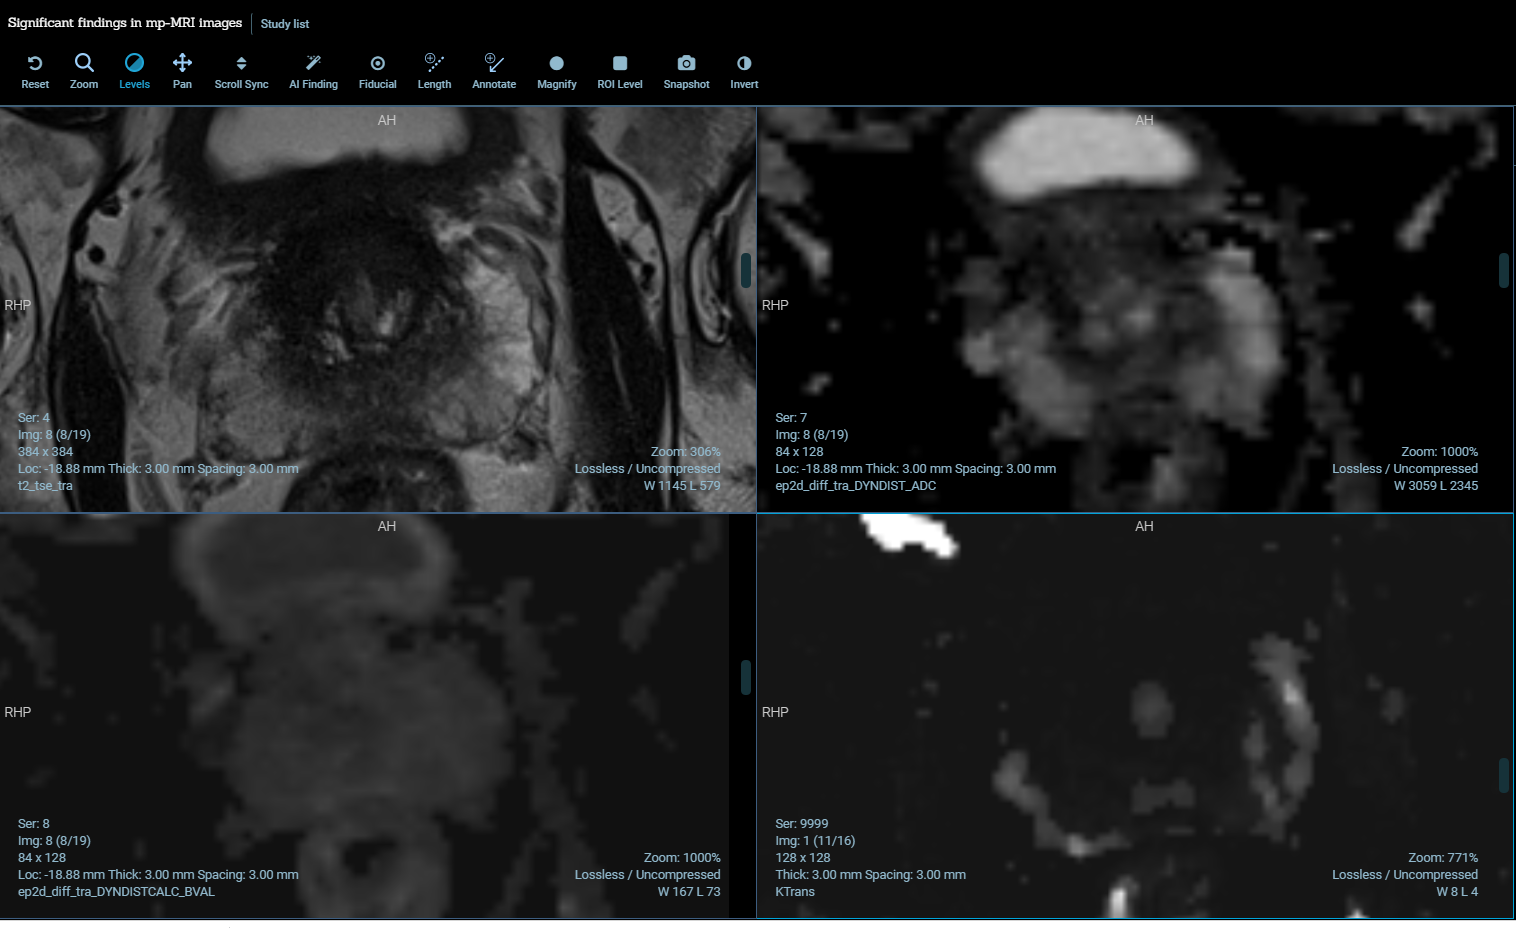 Significant findings in mp-MRI images Study list
Reset Zoom Levels Pan Scroll Sync AI Finding Fiducial Length Annotate Magnify ROI Level Snapshot Invert
AH
RHP
Ser: 4
Img: 8 (8/19)
384 x 384
Loc: -18.88 mm Thick: 3.00 mm Spacing: 3.00 mm
t2_tse_tra
Zoom: 306%
Lossless / Uncompressed
W 1145 L 579
AH
RHP
Ser: 7
Img: 8 (8/19)
84 x 128
Loc: -18.88 mm Thick: 3.00 mm Spacing: 3.00 mm
ep2d_diff_tra_DYNDIST_ADC
Zoom: 1000%
Lossless / Uncompressed
W 3059 L 2345
AH
RHP
Ser: 8
Img: 8 (8/19)
84 x 128
Loc: -18.88 mm Thick: 3.00 mm Spacing: 3.00 mm
ep2d_diff_tra_DYNDISTCALC_BVAL
Zoom: 1000%
Lossless / Uncompressed
W 167 L 73
AH
RHP
Ser: 9999
Img: 1 (11/16)
128 x 128
Thick: 3.00 mm Spacing: 3.00 mm
KTrans
Zoom: 771%
Lossless / Uncompressed
W 8 L 4